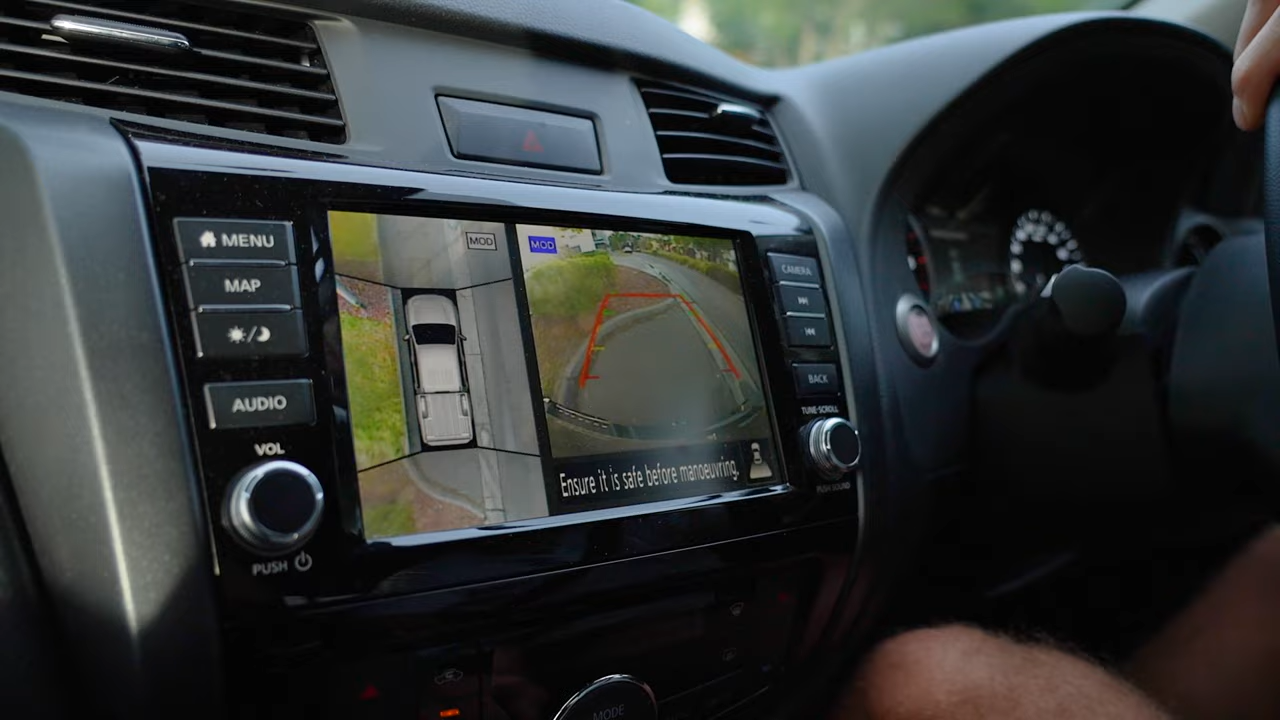 MENU
MAP
AUDIO
VOL
PUSH
MOD
MOD
Ensure it is safe before manoeuvring.
CAMERA
BACK
TUNE-SCROLL
PUSH SOUND
MODE